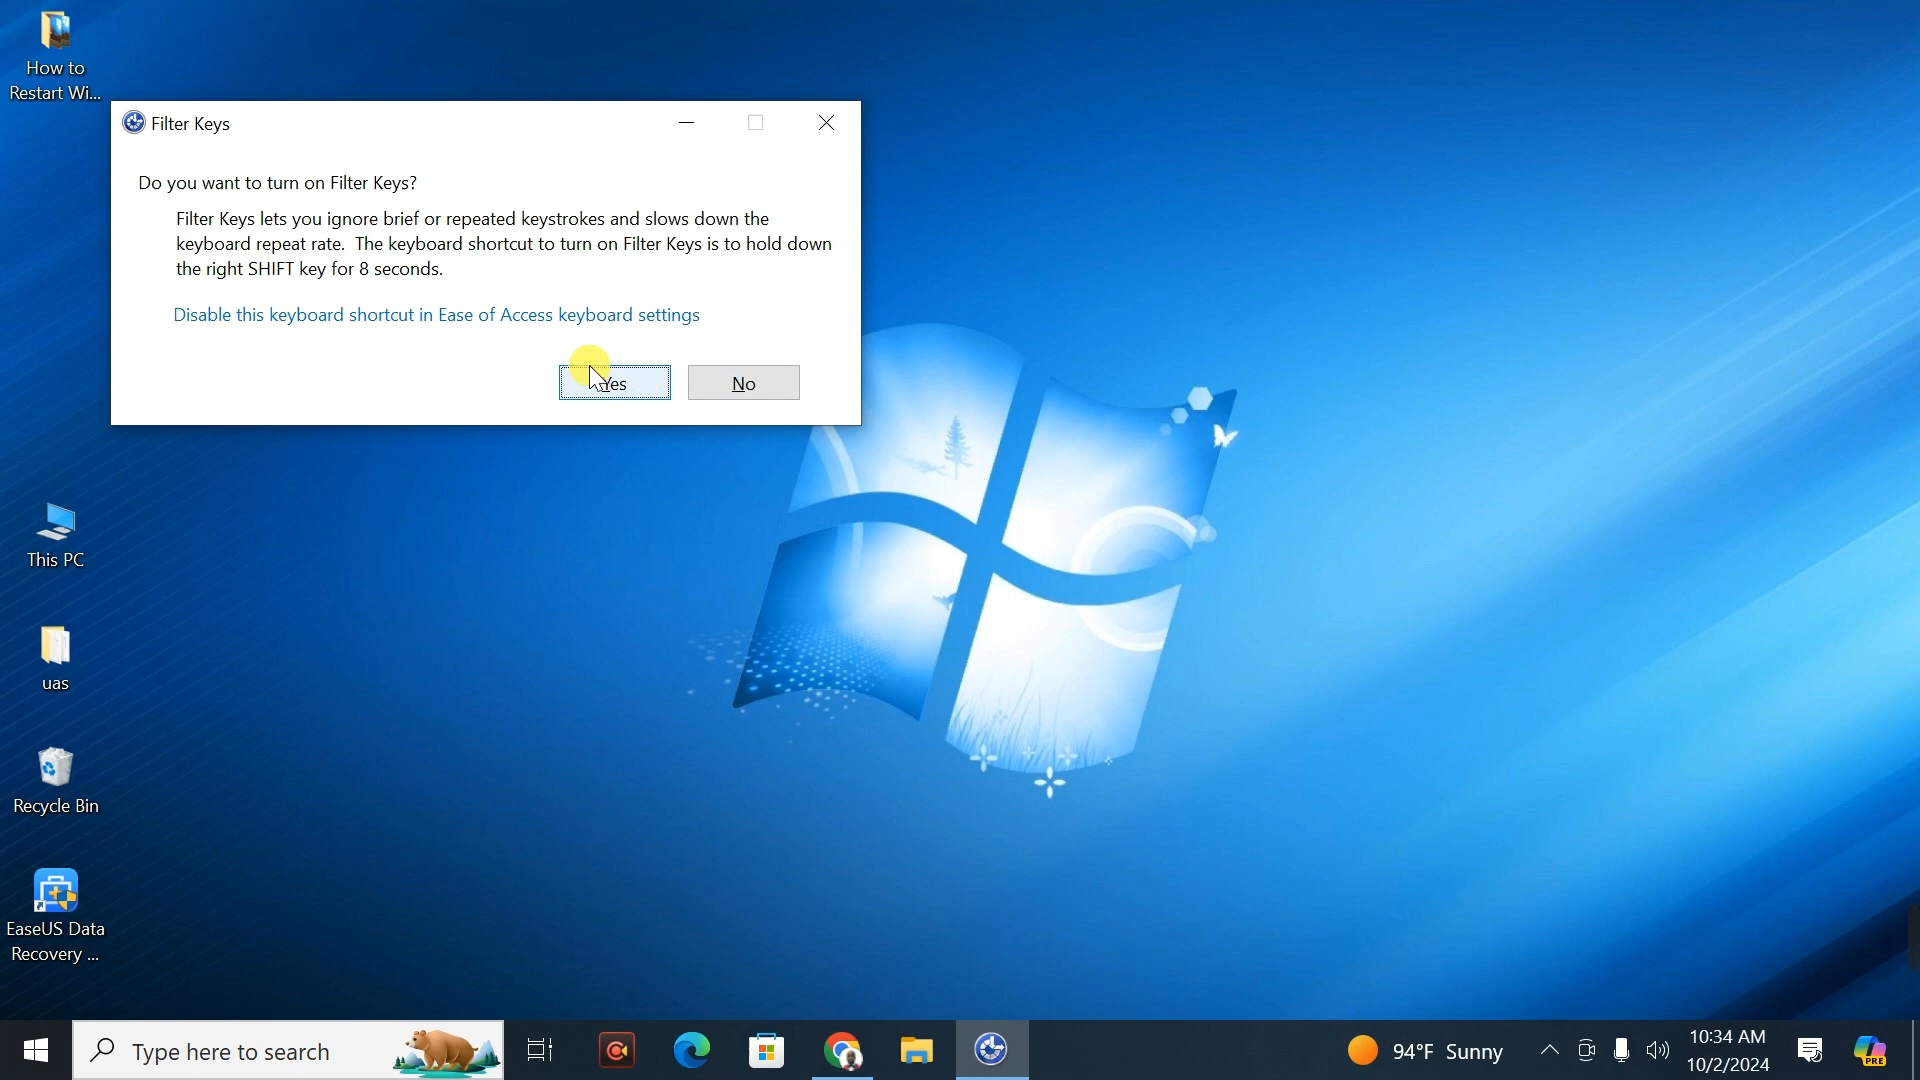 How to
Restart Wi...
Filter Keys
Do you want to turn on Filter Keys?
Filter Keys lets you ignore brief or repeated keystrokes and slows down the
keyboard repeat rate.  The keyboard shortcut to turn on Filter Keys is to hold down
the right SHIFT key for 8 seconds.
Disable this keyboard shortcut in Ease of Access keyboard settings
Yes
No
This PC
uas
Recycle Bin
EaseUS Data
Recovery ...
Type here to search
94°F Sunny
10:34 AM
10/2/2024
PRE